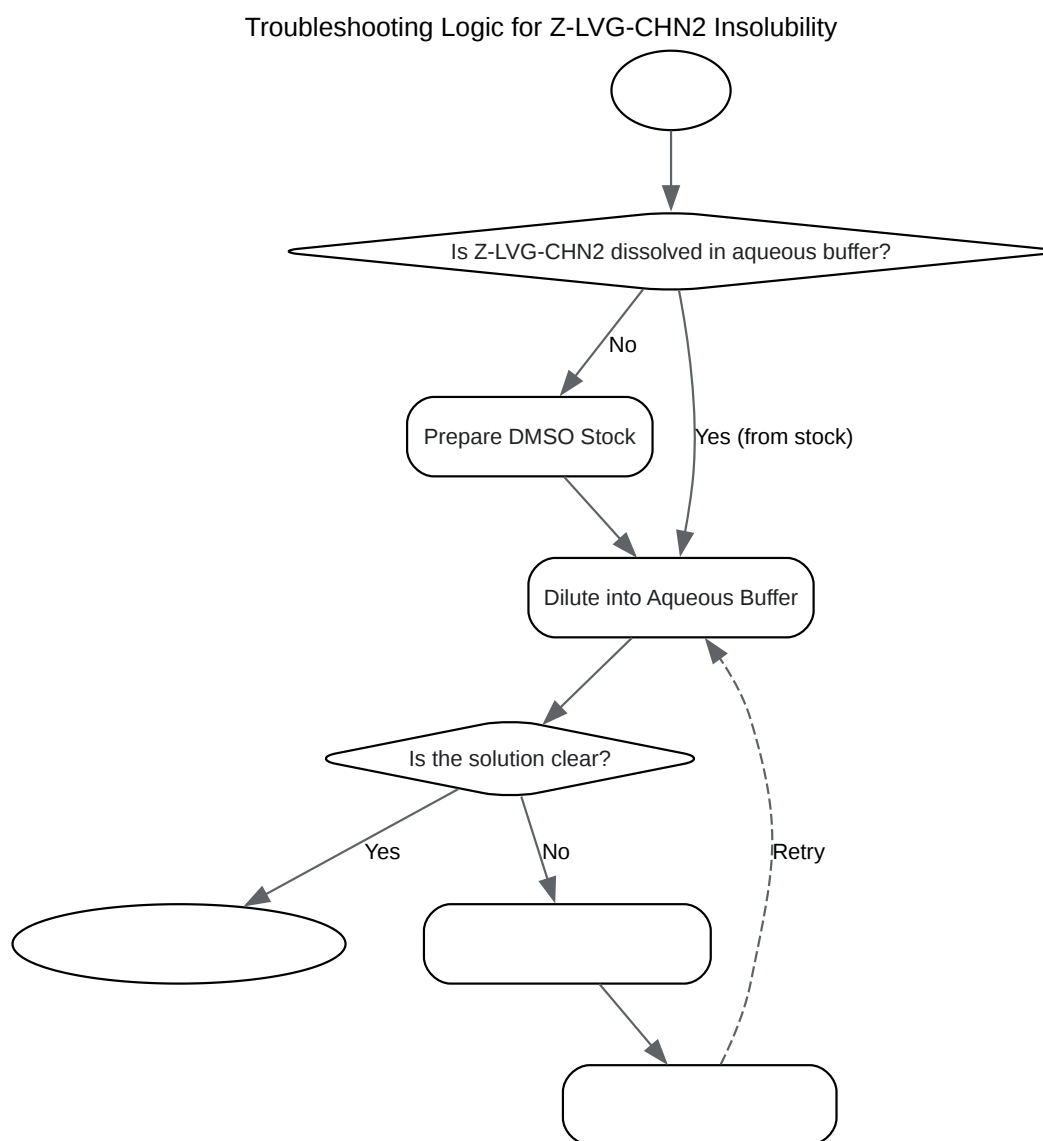 Troubleshooting Logic for Z-LVG-CHN2 Insolubility
Is Z-LVG-CHN2 dissolved in aqueous buffer?
No
Prepare DMSO Stock
Yes (from stock)
Dilute into Aqueous Buffer
Is the solution clear?
Yes
No
Retry